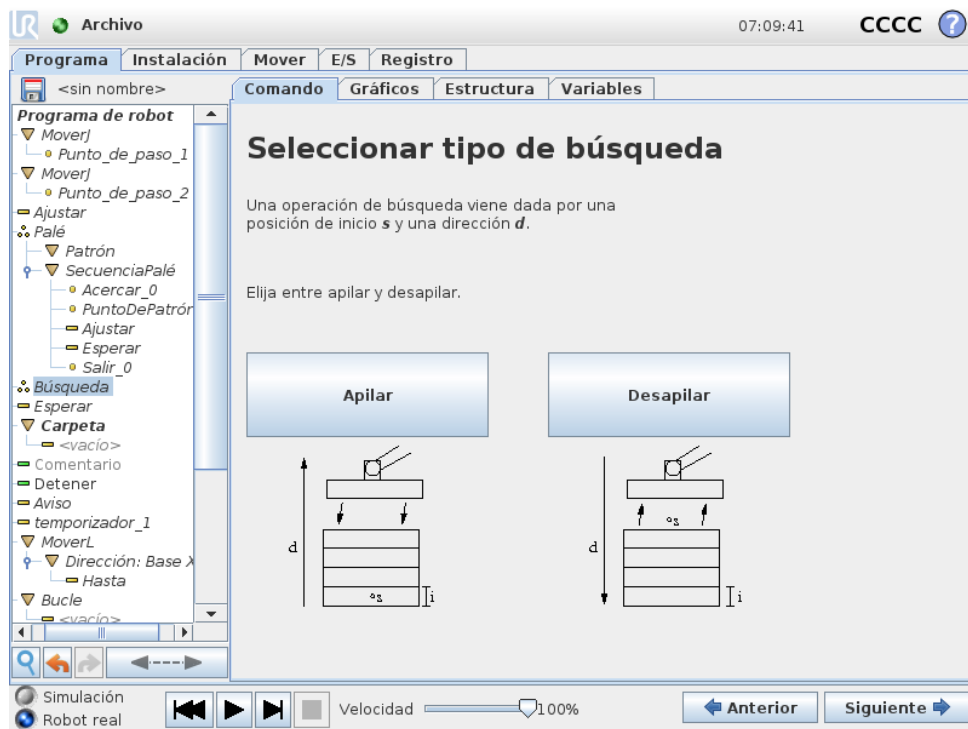 UR Archivo 07:09:41 CCCC ?
Programa Instalación Mover E/S Registro
<sin nombre>
Comando Gráficos Estructura Variables
Programa de robot
MoverJ
Punto_de_paso_1
MoverJ
Punto_de_paso_2
Ajustar
Palé
Patrón
SecuenciaPalé
Acercar_0
PuntoDePatrór
Ajustar
Esperar
Salir_0
Búsqueda
Esperar
Carpeta
<vacío>
Comentario
Detener
Aviso
temporizador_1
MoverL
Dirección: Base X
Hasta
Bucle
<vacío>
Seleccionar tipo de búsqueda
Una operación de búsqueda viene dada por una
posición de inicio s y una dirección d.
Elija entre apilar y desapilar.
Apilar Desapilar
d s i
d s i
Simulación
Robot real
Velocidad 100%
Anterior Siguiente